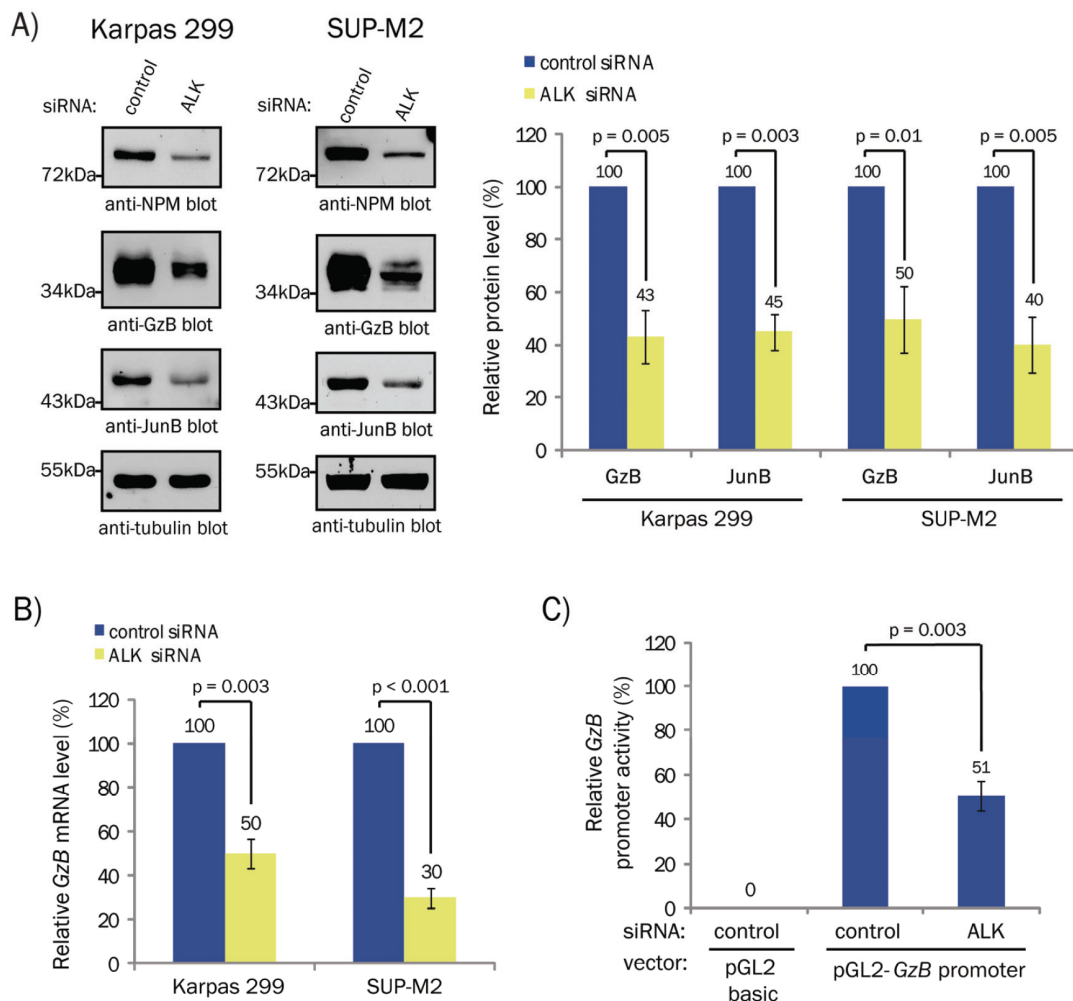 A)
Karpas 299
SUP-M2
siRNA:
control
ALK
siRNA:
control
ALK
72kDa
anti-NPM blot
72kDa
anti-NPM blot
34kDa
anti-GzB blot
34kDa
anti-GzB blot
43kDa
anti-JunB blot
43kDa
anti-JunB blot
55kDa
anti-tubulin blot
55kDa
anti-tubulin blot
control siRNA
ALK siRNA
Relative protein level (%)
120
100
80
60
40
20
0
p = 0.005
p = 0.003
p = 0.01
p = 0.005
100
43
100
45
100
50
100
40
GzB
JunB
GzB
JunB
Karpas 299
SUP-M2
B)
control siRNA
ALK siRNA
Relative GzB mRNA level (%)
120
100
80
60
40
20
0
p = 0.003
p < 0.001
100
50
100
30
Karpas 299
SUP-M2
C)
Relative GzB
promoter activity (%)
120
100
80
60
40
20
0
p = 0.003
0
100
51
siRNA:
control
control
ALK
vector:
pGL2
basic
pGL2-GzB promoter